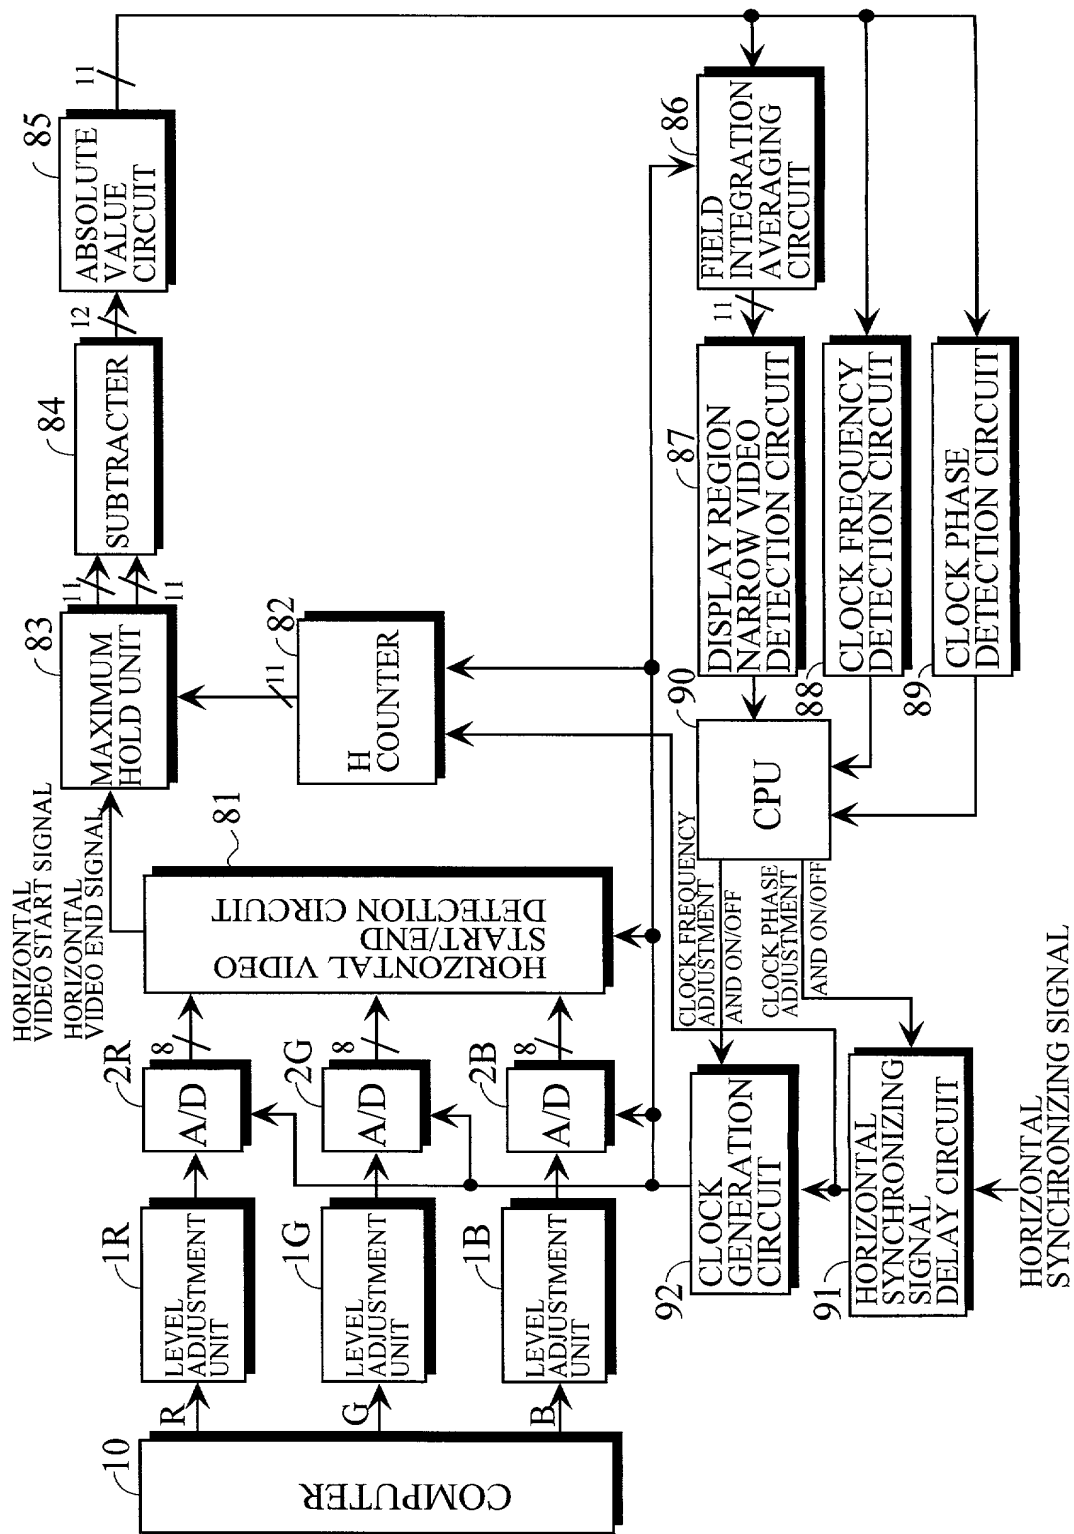 10
COMPUTER
R
G
B
1R
LEVEL
ADJUSTMENT
UNIT
1G
LEVEL
ADJUSTMENT
UNIT
1B
LEVEL
ADJUSTMENT
UNIT
2R
A/D
8
2G
A/D
8
2B
A/D
8
HORIZONTAL
VIDEO START SIGNAL
HORIZONTAL
VIDEO END SIGNAL
81
HORIZONTAL VIDEO
START/END
DETECTION CIRCUIT
83
MAXIMUM
HOLD UNIT
11
11
82
H
COUNTER
11
84
SUBTRACTER
12
85
ABSOLUTE
VALUE
CIRCUIT
11
86
FIELD
INTEGRATION
AVERAGING
CIRCUIT
11
87
DISPLAY REGION
NARROW VIDEO
DETECTION CIRCUIT
88
CLOCK FREQUENCY
DETECTION CIRCUIT
89
CLOCK PHASE
DETECTION CIRCUIT
90
CPU
CLOCK FREQUENCY
ADJUSTMENT
AND ON/OFF
CLOCK PHASE
ADJUSTMENT
AND ON/OFF
92
CLOCK
GENERATION
CIRCUIT
91
HORIZONTAL
SYNCHRONIZING
SIGNAL
DELAY CIRCUIT
HORIZONTAL
SYNCHRONIZING SIGNAL